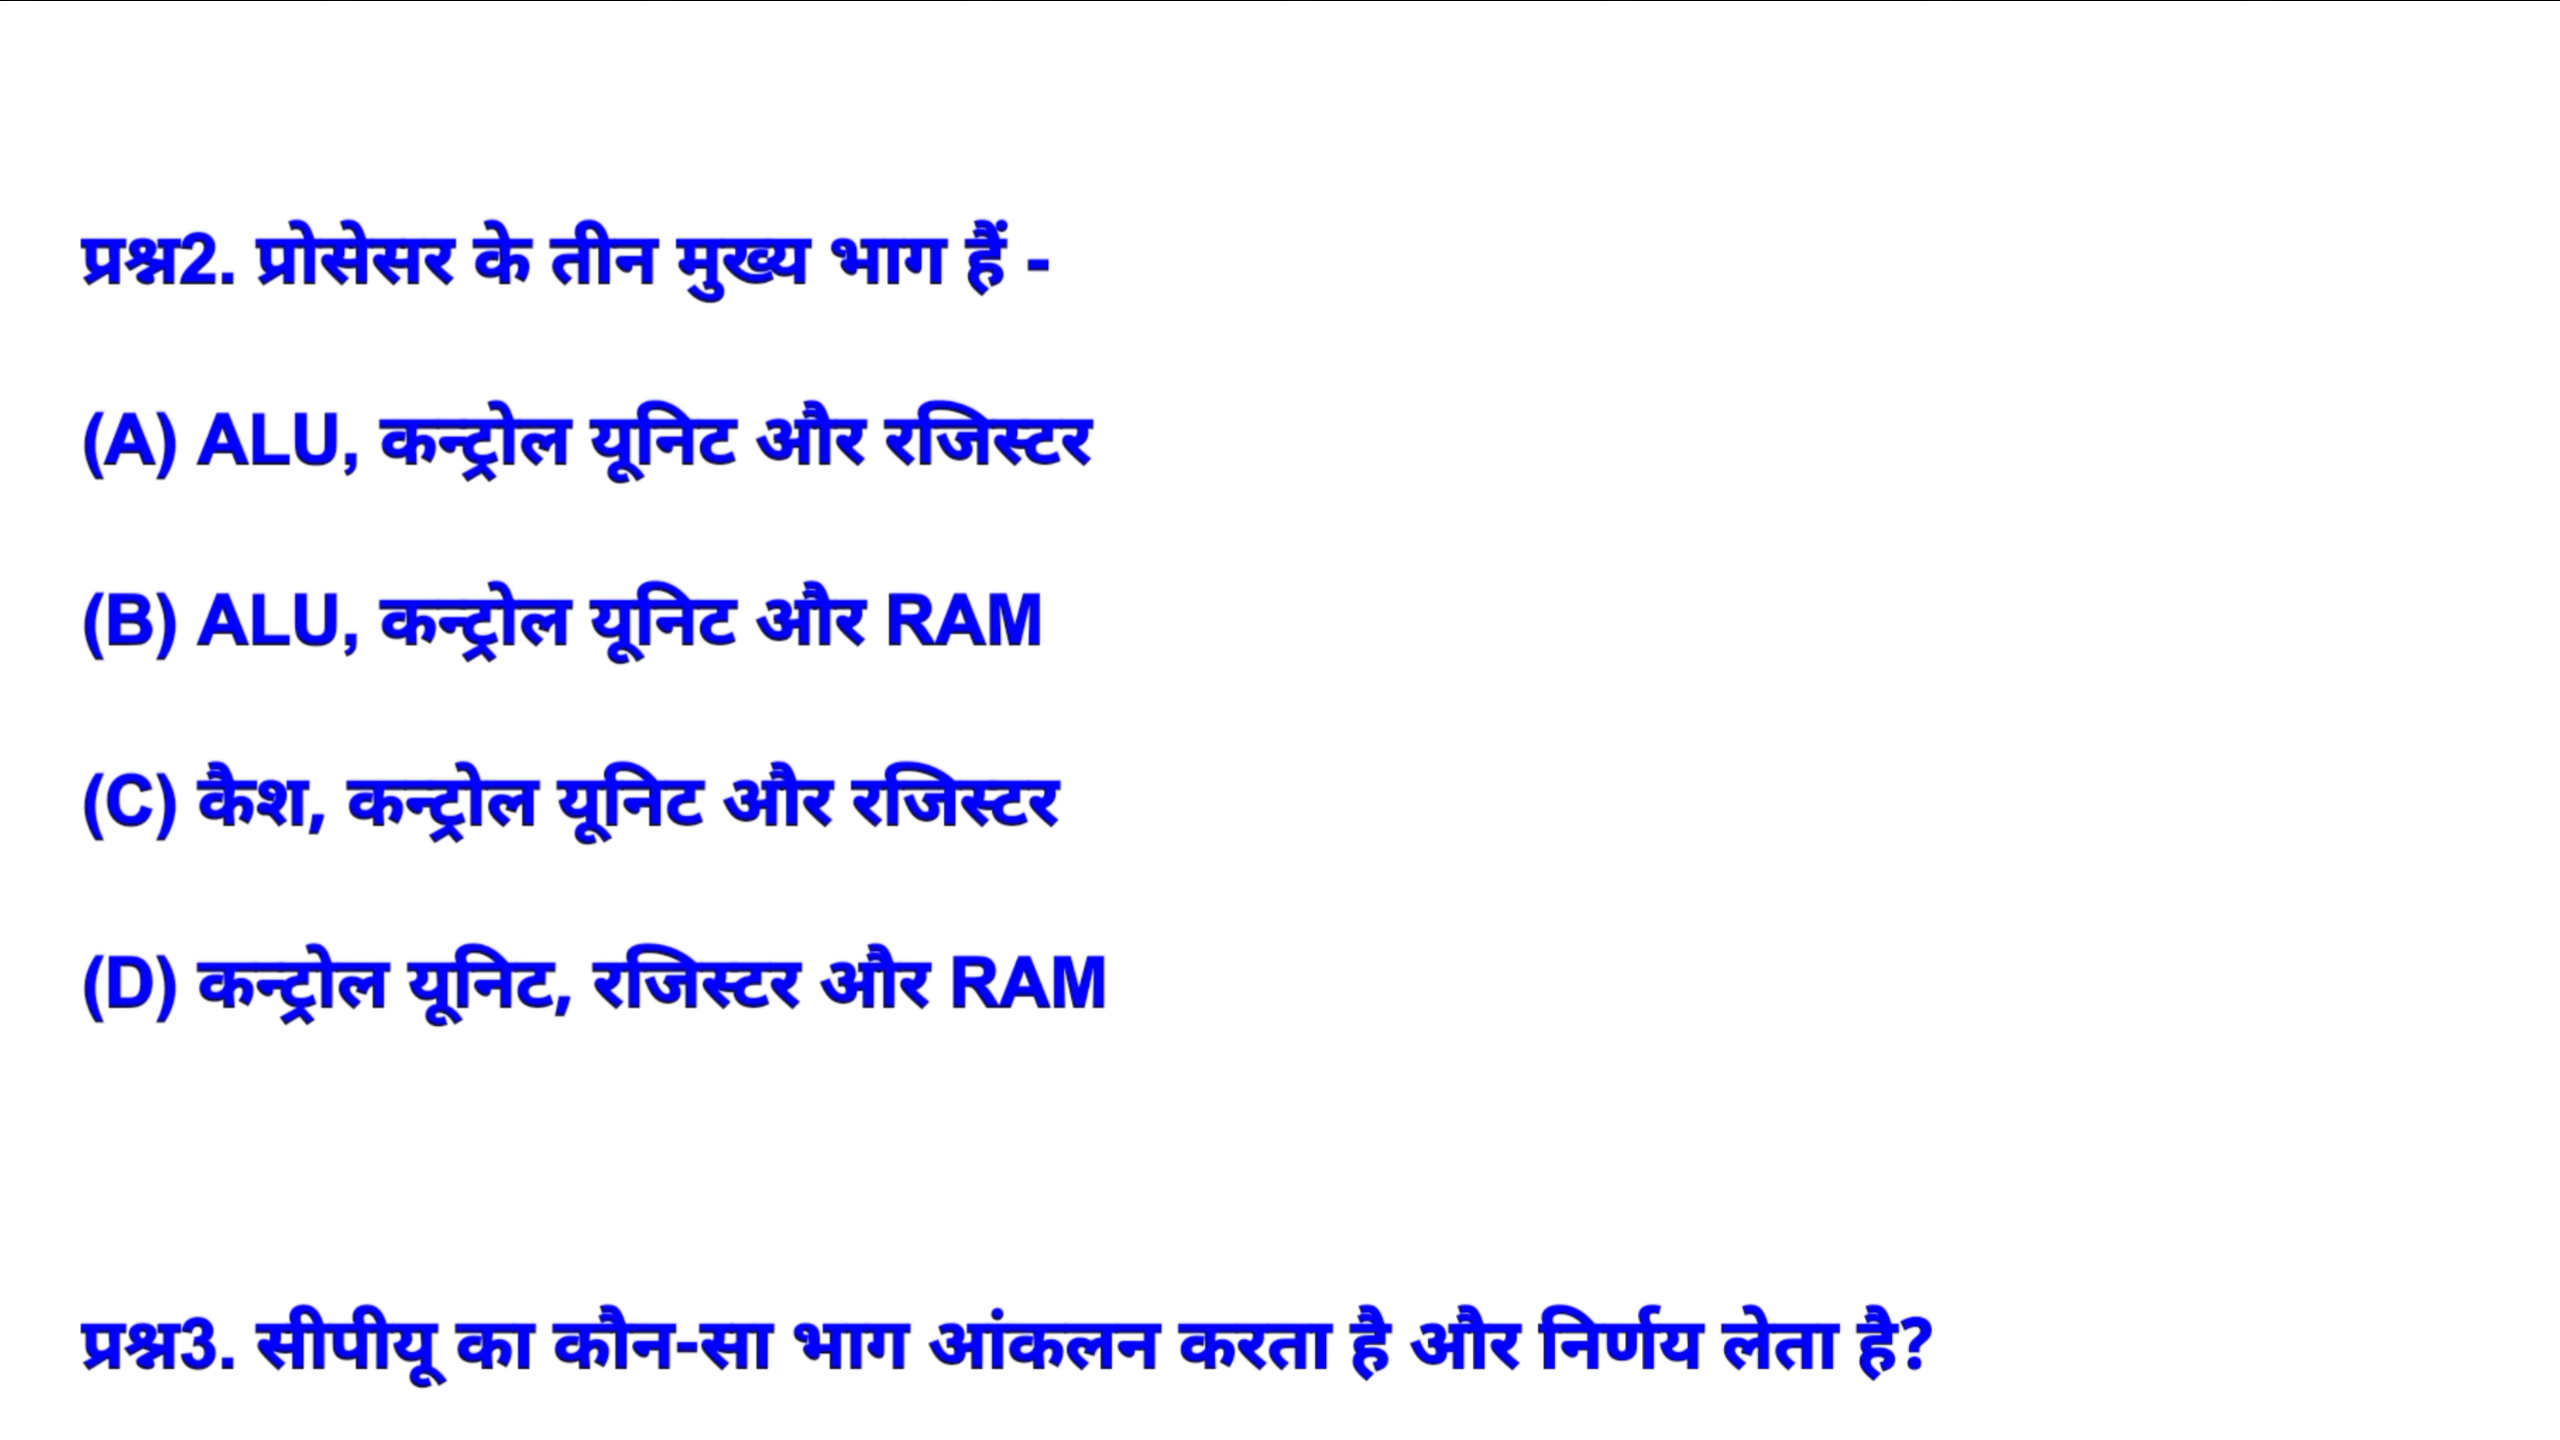 प्रश्न2. प्रोसेसर के तीन मुख्य भाग हैं -
(A) ALU, कन्ट्रोल यूनिट और रजिस्टर
(B) ALU, कन्ट्रोल यूनिट और RAM
(C) कैश, कन्ट्रोल यूनिट और रजिस्टर
(D) कन्ट्रोल यूनिट, रजिस्टर और RAM
प्रश्न3. सीपीयू का कौन-सा भाग आंकलन करता है और निर्णय लेता है?